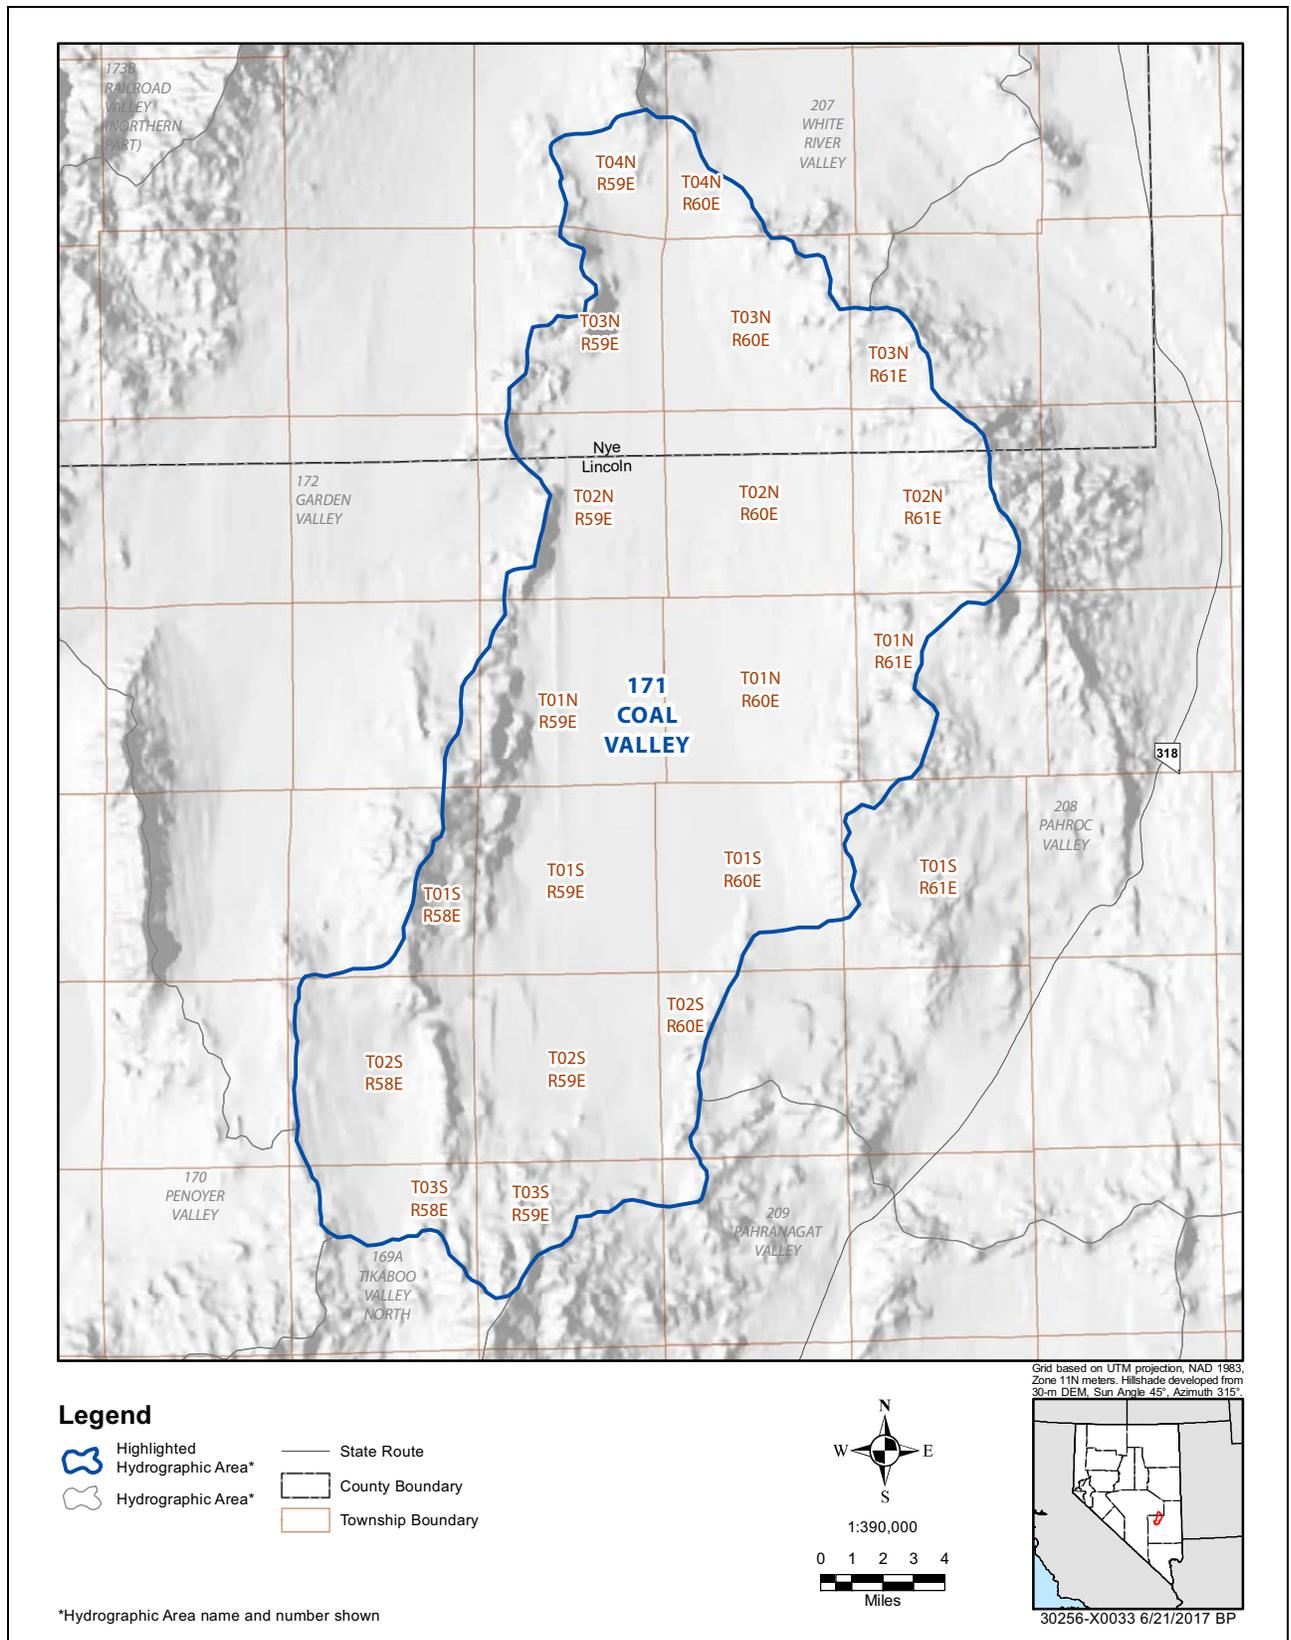 173B
RAILROAD
VALLEY
(NORTHERN
PART)
207
WHITE
RIVER
VALLEY
T04N
R59E
T04N
R60E
T03N
R59E
T03N
R60E
T03N
R61E
Nye
Lincoln
172
GARDEN
VALLEY
T02N
R59E
T02N
R60E
T02N
R61E
T01N
R61E
T01N
R59E
171
COAL
VALLEY
T01N
R60E
318
208
PAHROC
VALLEY
T01S
R58E
T01S
R59E
T01S
R60E
T01S
R61E
T02S
R60E
T02S
R58E
T02S
R59E
170
PENOYER
VALLEY
T03S
R58E
T03S
R59E
209
PAHRANAGAT
VALLEY
169A
TIKABOO
VALLEY
NORTH
Grid based on UTM projection, NAD 1983,
Zone 11N meters. Hillshade developed from
30-m DEM, Sun Angle 45°, Azimuth 315°.
Legend
Highlighted
Hydrographic Area*
Hydrographic Area*
State Route
County Boundary
Township Boundary
N
W E
S
1:390,000
0 1 2 3 4
Miles
*Hydrographic Area name and number shown
30256-X0033 6/21/2017 BP